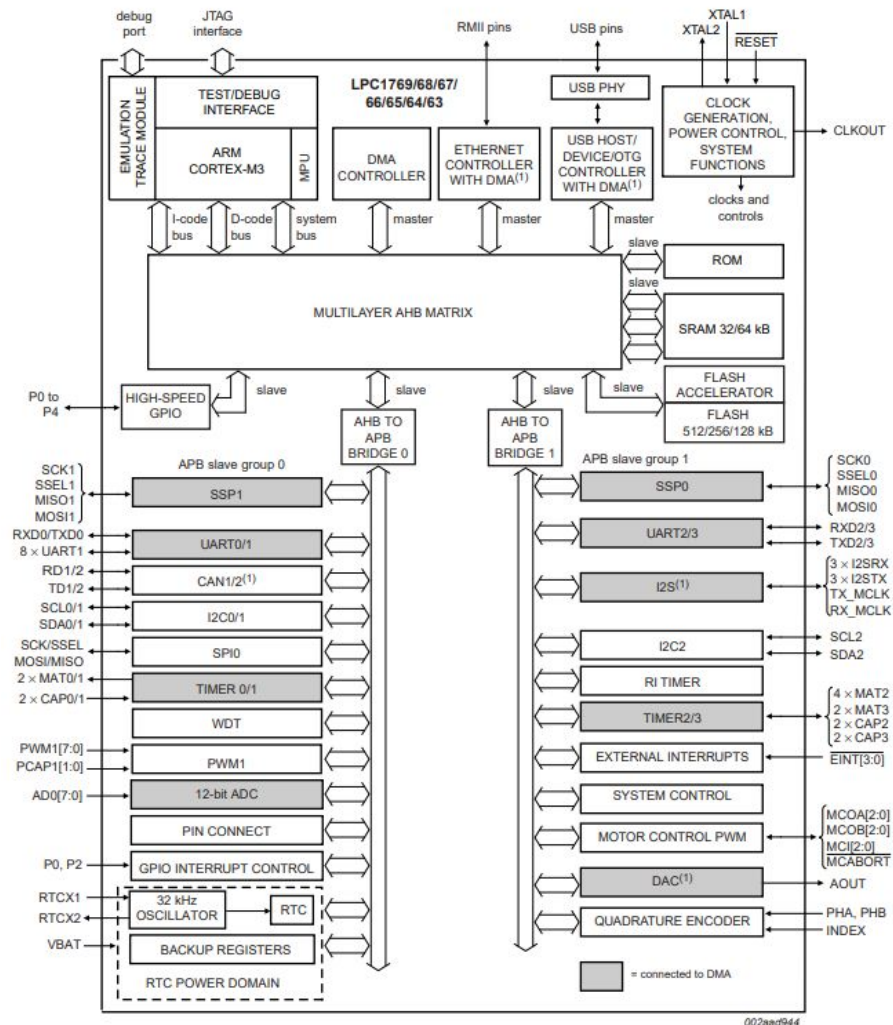 debug
port
JTAG
interface
RMII pins
USB pins
XTAL1
XTAL2
RESET
LPC1769/68/67/
66/65/64/63
EMULATION
TRACE MODULE
TEST/DEBUG
INTERFACE
ARM
CORTEX-M3
MPU
DMA
CONTROLLER
ETHERNET
CONTROLLER
WITH DMA(1)
USB PHY
USB HOST/
DEVICE/OTG
CONTROLLER
WITH DMA(1)
CLOCK
GENERATION,
POWER CONTROL,
SYSTEM
FUNCTIONS
CLKOUT
clocks and
controls
I-code
bus
D-code
bus
system
bus
master
master
master
slave
ROM
MULTILAYER AHB MATRIX
slave
SRAM 32/64 kB
P0 to
P4
HIGH-SPEED
GPIO
slave
slave
slave
slave
FLASH
ACCELERATOR
FLASH
512/256/128 kB
AHB TO
APB
BRIDGE 0
AHB TO
APB
BRIDGE 1
APB slave group 0
APB slave group 1
SCK1
SSEL1
MISO1
MOSI1
SSP1
RXD0/TXD0
8 × UART1
UART0/1
RD1/2
TD1/2
CAN1/2(1)
SCL0/1
SDA0/1
I2C0/1
SCK/SSEL
MOSI/MISO
SPI0
2 × MAT0/1
2 × CAP0/1
TIMER 0/1
WDT
PWM1[7:0]
PCAP1[1:0]
PWM1
AD0[7:0]
12-bit ADC
PIN CONNECT
P0, P2
GPIO INTERRUPT CONTROL
RTCX1
RTCX2
32 kHz
OSCILLATOR
RTC
VBAT
BACKUP REGISTERS
RTC POWER DOMAIN
SSP0
SCK0
SSEL0
MISO0
MOSI0
UART2/3
RXD2/3
TXD2/3
I2S(1)
3 × I2SRX
3 × I2STX
TX_MCLK
RX_MCLK
I2C2
SCL2
SDA2
RI TIMER
TIMER2/3
4 × MAT2
2 × MAT3
2 × CAP2
2 × CAP3
EXTERNAL INTERRUPTS
EINT[3:0]
SYSTEM CONTROL
MOTOR CONTROL PWM
MCOA[2:0]
MCOB[2:0]
MCI[2:0]
MCABORT
DAC(1)
AOUT
QUADRATURE ENCODER
PHA, PHB
INDEX
= connected to DMA
002aad944